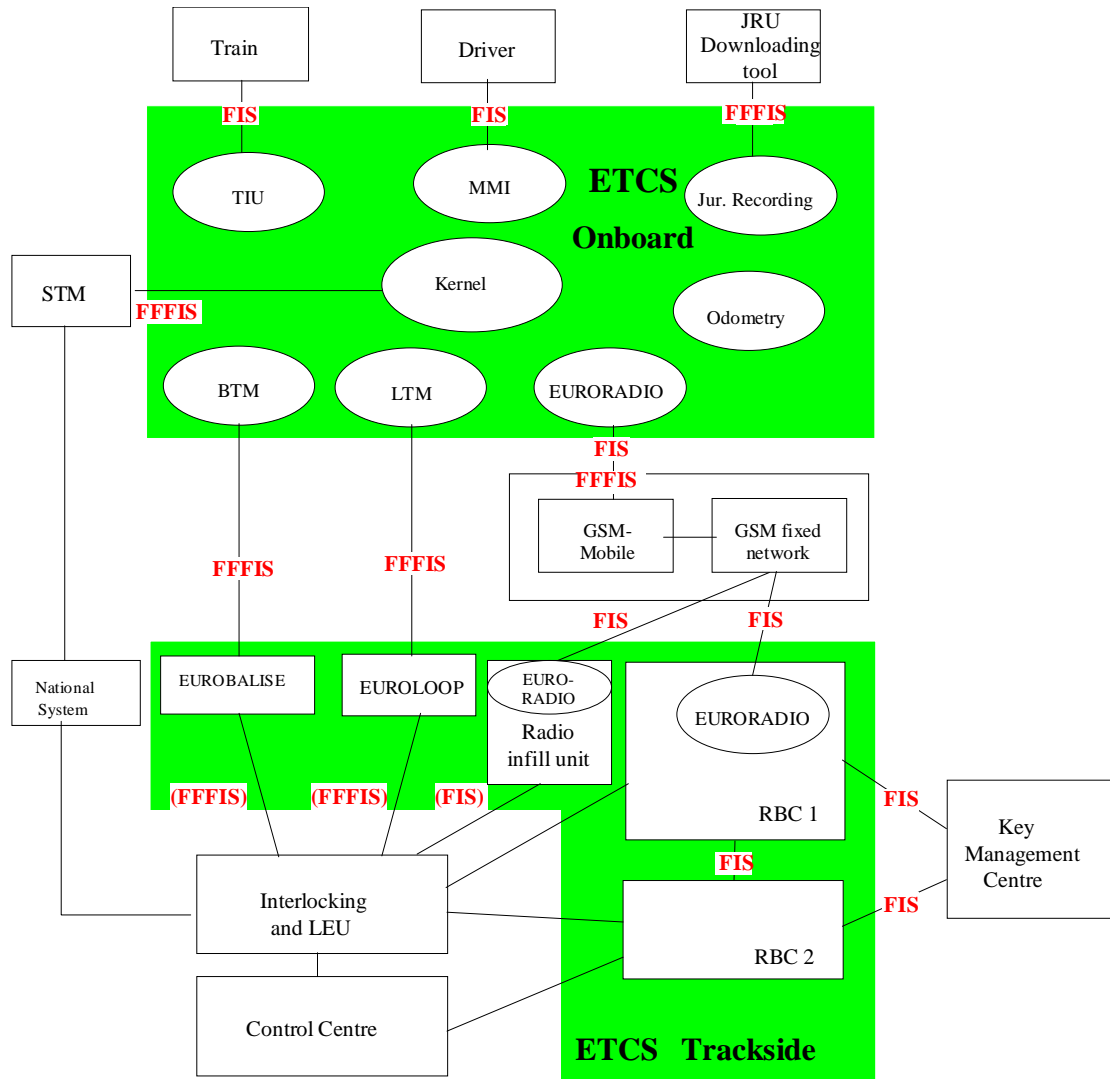 Train
Driver
JRU
Downloading
tool
FIS
FIS
FFFIS
TIU
MMI
ETCS
Jur. Recording
Onboard
STM
Kernel
FFFIS
Odometry
BTM
LTM
EURORADIO
FIS
FFFIS
GSM-
Mobile
GSM fixed
network
FFFIS
FFFIS
FIS
FIS
National
System
EUROBALISE
EUROLOOP
EURO-
RADIO
Radio
infill unit
EURORADIO
(FFFIS)
(FFFIS)
(FIS)
RBC 1
FIS
Key
Management
Centre
FIS
Interlocking
and LEU
FIS
RBC 2
Control Centre
ETCS Trackside